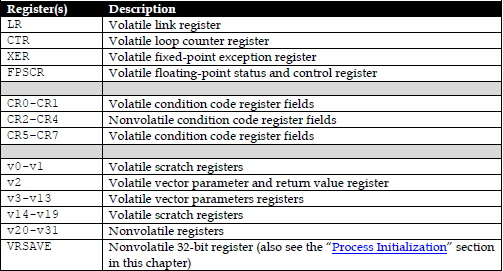 Register(s) Description
LR Volatile link register
CTR Volatile loop counter register
XER Volatile fixed-point exception register
FPSCR Volatile floating-point status and control register
CR0-CR1 Volatile condition code register fields
CR2-CR4 Nonvolatile condition code register fields
CR5-CR7 Volatile condition code register fields
v0-v1 Volatile scratch registers
v2 Volatile vector parameter and return value register
v3-v13 Volatile vector parameters registers
v14-v19 Volatile scratch registers
v20-v31 Nonvolatile registers
VRSAVE Nonvolatile 32-bit register (also see the “Process Initialization” section
in this chapter)